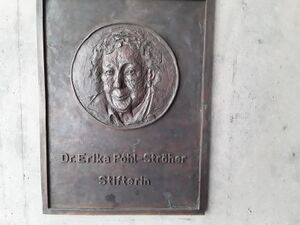 Dr. Erika Pohl-Ströher
Stifterin